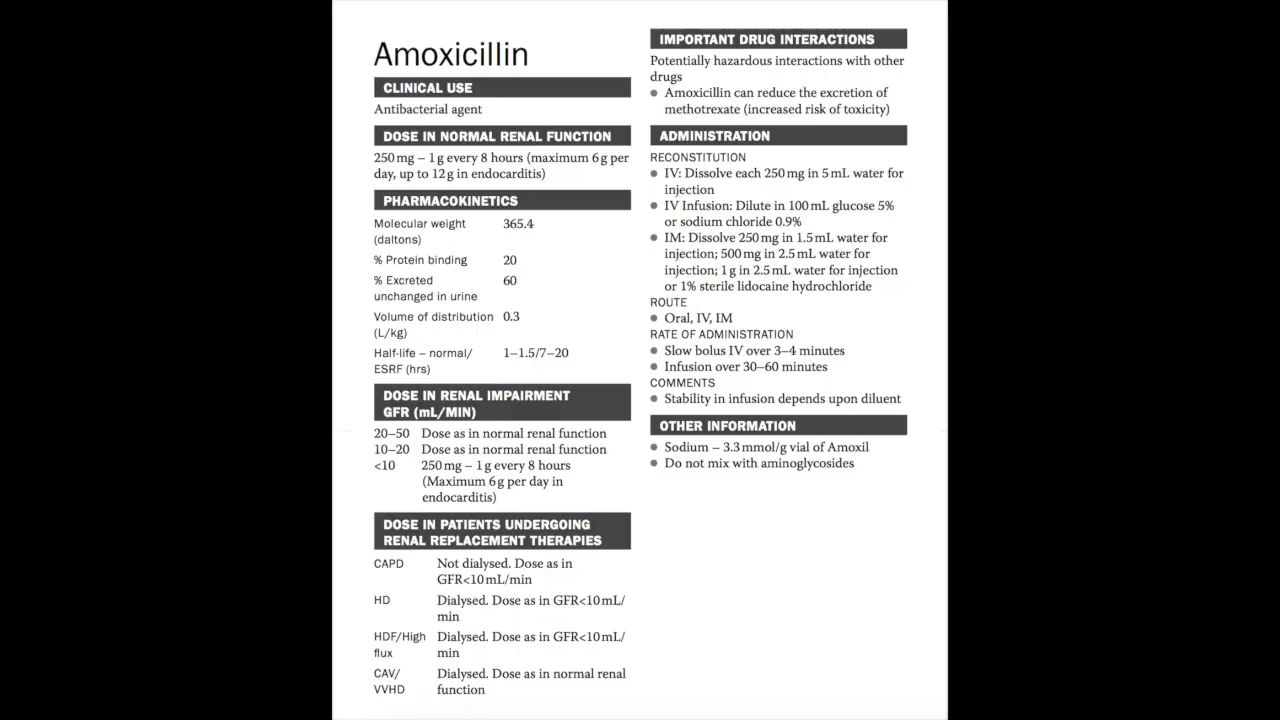 Amoxicillin
CLINICAL USE
Antibacterial agent
DOSE IN NORMAL RENAL FUNCTION
250 mg – 1 g every 8 hours (maximum 6 g per
day, up to 12 g in endocarditis)
PHARMACOKINETICS
Molecular weight 365.4
(daltons)
% Protein binding 20
% Excreted 60
unchanged in urine
Volume of distribution 0.3
(L/kg)
Half-life – normal/ 1–1.5/7–20
ESRF (hrs)
DOSE IN RENAL IMPAIRMENT
GFR (mL/MIN)
20–50 Dose as in normal renal function
10–20 Dose as in normal renal function
<10 250 mg – 1 g every 8 hours
(Maximum 6 g per day in
endocarditis)
DOSE IN PATIENTS UNDERGOING
RENAL REPLACEMENT THERAPIES
CAPD Not dialysed. Dose as in
GFR<10 mL/min
HD Dialysed. Dose as in GFR<10 mL/
min
HDF/High Dialysed. Dose as in GFR<10 mL/
flux min
CAV/ Dialysed. Dose as in normal renal
VVHD function
IMPORTANT DRUG INTERACTIONS
Potentially hazardous interactions with other
drugs
● Amoxicillin can reduce the excretion of
methotrexate (increased risk of toxicity)
ADMINISTRATION
RECONSTITUTION
● IV: Dissolve each 250 mg in 5 mL water for
injection
● IV Infusion: Dilute in 100 mL glucose 5%
or sodium chloride 0.9%
● IM: Dissolve 250 mg in 1.5 mL water for
injection; 500 mg in 2.5 mL water for
injection; 1 g in 2.5 mL water for injection
or 1% sterile lidocaine hydrochloride
ROUTE
● Oral, IV, IM
RATE OF ADMINISTRATION
● Slow bolus IV over 3–4 minutes
● Infusion over 30–60 minutes
COMMENTS
● Stability in infusion depends upon diluent
OTHER INFORMATION
● Sodium – 3.3 mmol/g vial of Amoxil
● Do not mix with aminoglycosides